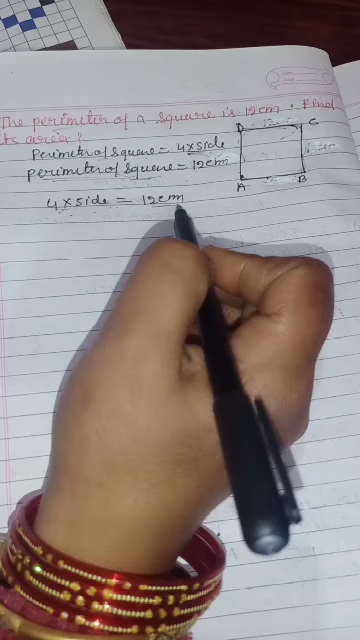 The perimeter of a square is 12cm. Find
its area?
Perimeter of square = 4×side
Perimeter of square = 12cm
4×side = 12cm
D
C
A
B